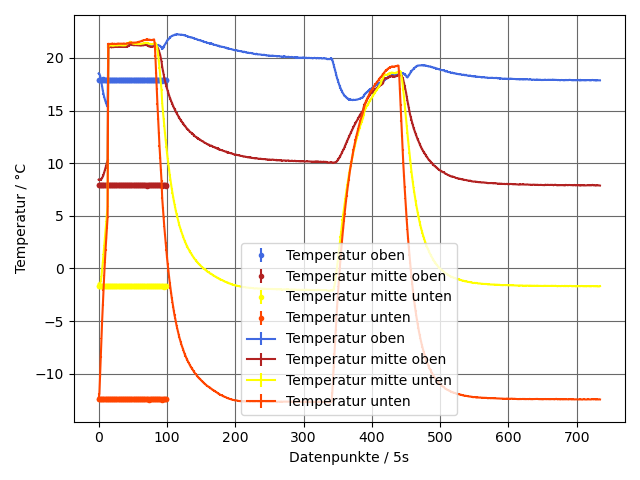 20
15
10
5
0
−5
−10
Temperatur / °C
Temperatur oben
Temperatur mitte oben
Temperatur mitte unten
Temperatur unten
Temperatur oben
Temperatur mitte oben
Temperatur mitte unten
Temperatur unten
0 100 200 300 400 500 600 700
Datenpunkte / 5s